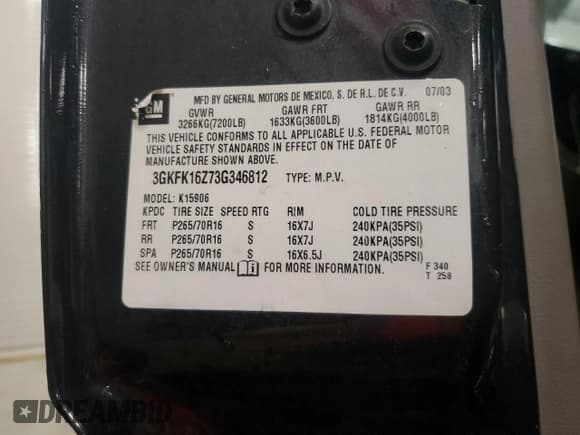 GM
MFD BY GENERAL MOTORS DE MEXICO, S. DE R.L. DE C.V. 07/03
GVWR GAWR FRT GAWR RR
3266KG(7200LB) 1633KG(3600LB) 1814KG(4000LB)
THIS VEHICLE CONFORMS TO ALL APPLICABLE U.S. FEDERAL MOTOR
VEHICLE SAFETY STANDARDS IN EFFECT ON THE DATE OF
MANUFACTURE SHOWN ABOVE.
3GKFK16Z73G346812 TYPE: M.P.V.
MODEL: K15906
KPDC TIRE SIZE SPEED RTG RIM COLD TIRE PRESSURE
FRT P265/70R16 S 16X7J 240KPA(35PSI)
RR P265/70R16 S 16X7J 240KPA(35PSI)
SPA P265/70R16 S 16X6.5J 240KPA(35PSI)
SEE OWNER'S MANUAL FOR MORE INFORMATION. F 340
T 258
DREAMBID